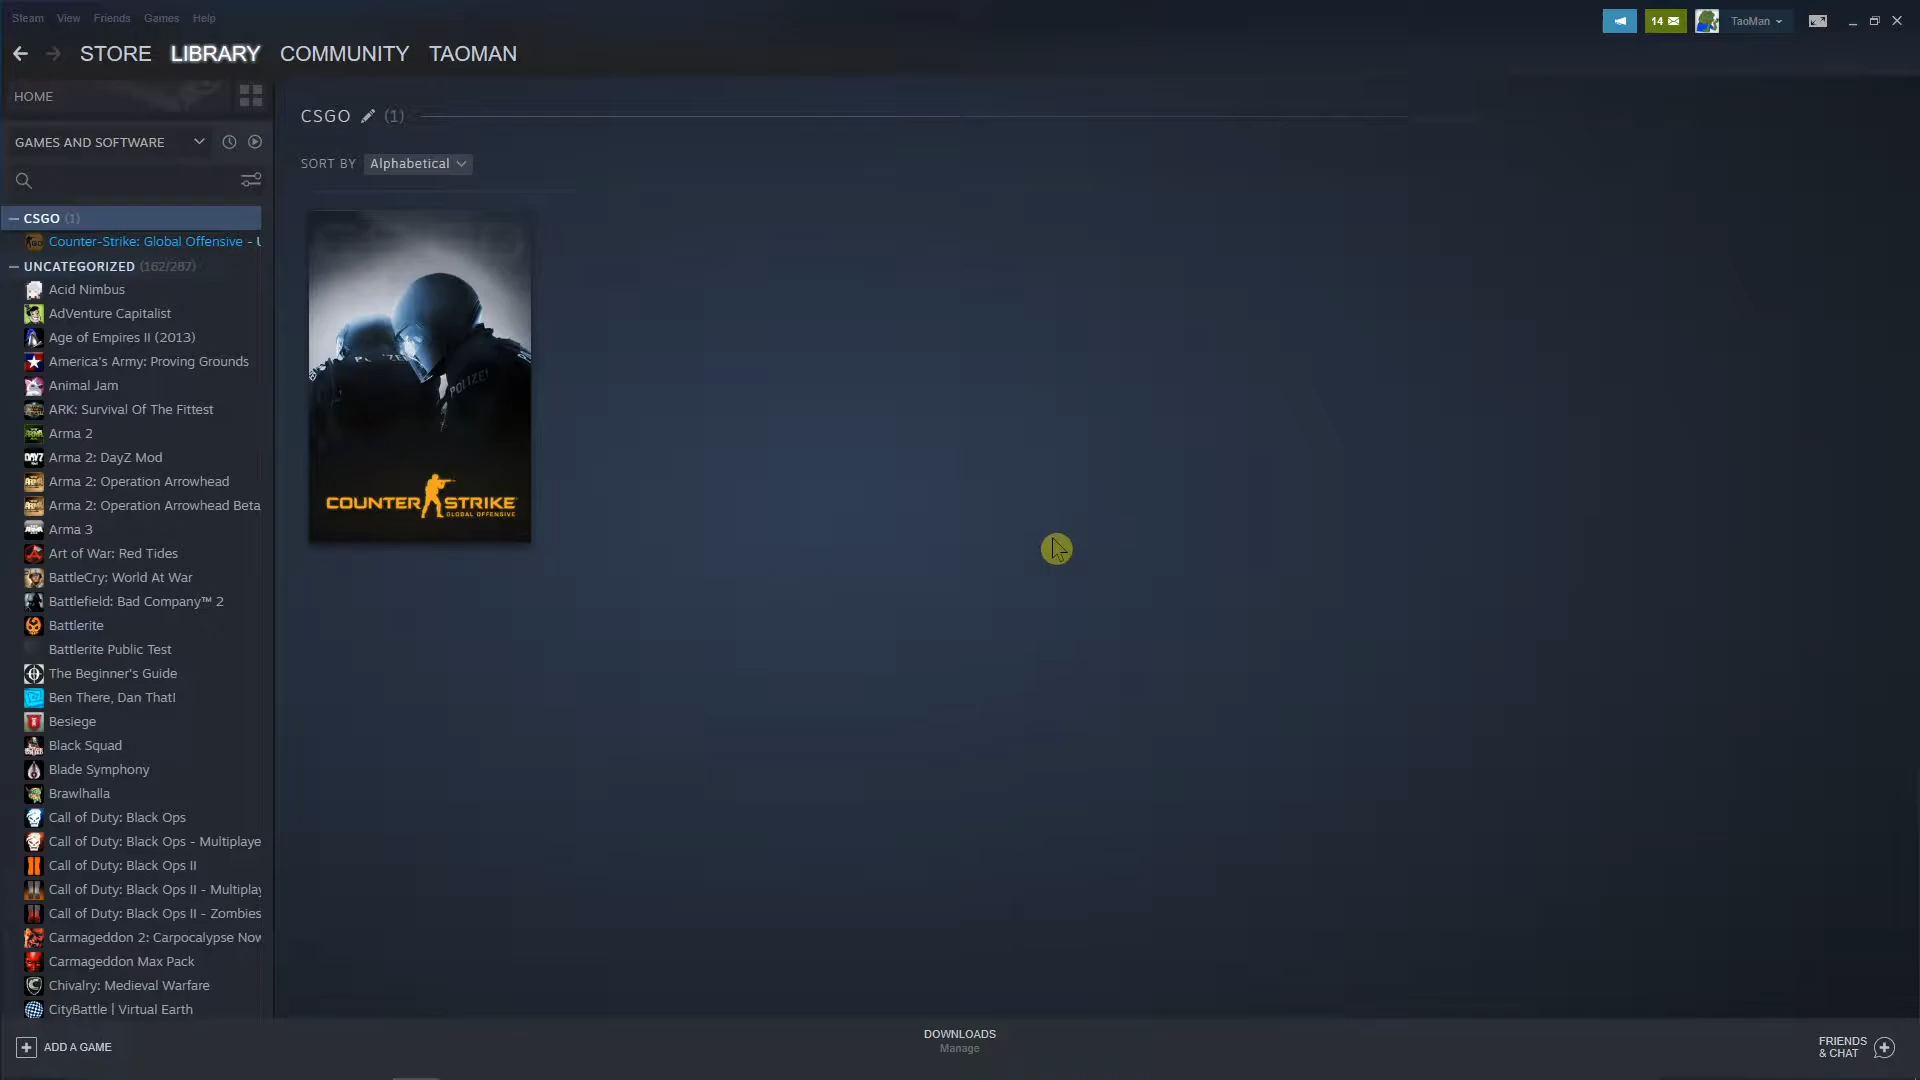 Steam View Friends Games Help
14
TaoMan
STORE LIBRARY COMMUNITY TAOMAN
HOME
GAMES AND SOFTWARE
CSGO (1)
Counter-Strike: Global Offensive - U
UNCATEGORIZED (162/287)
Acid Nimbus
AdVenture Capitalist
Age of Empires II (2013)
America's Army: Proving Grounds
Animal Jam
ARK: Survival Of The Fittest
Arma 2
Arma 2: DayZ Mod
Arma 2: Operation Arrowhead
Arma 2: Operation Arrowhead Beta
Arma 3
Art of War: Red Tides
BattleCry: World At War
Battlefield: Bad Company™ 2
Battlerite
Battlerite Public Test
The Beginner's Guide
Ben There, Dan That!
Besiege
Black Squad
Blade Symphony
Brawlhalla
Call of Duty: Black Ops
Call of Duty: Black Ops - Multiplaye
Call of Duty: Black Ops II
Call of Duty: Black Ops II - Multiplay
Call of Duty: Black Ops II - Zombies
Carmageddon 2: Carpocalypse Now
Carmageddon Max Pack
Chivalry: Medieval Warfare
CityBattle | Virtual Earth
CSGO (1)
SORT BY Alphabetical
POLIZEI
POLIZEI
COUNTER STRIKE
GLOBAL OFFENSIVE
ADD A GAME
DOWNLOADS
Manage
FRIENDS
& CHAT